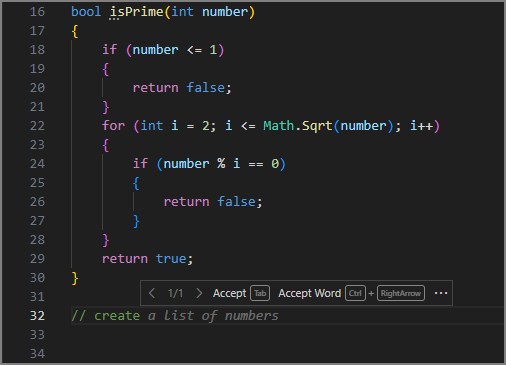 16 bool isPrime(int number)
17 {
18 if (number <= 1)
19 {
20 return false;
21 }
22 for (int i = 2; i <= Math.Sqrt(number); i++)
23 {
24 if (number % i == 0)
25 {
26 return false;
27 }
28 }
29 return true;
30 }
31 < 1/1 > Accept Tab Accept Word Ctrl + RightArrow ···
32 // create a list of numbers
33
34